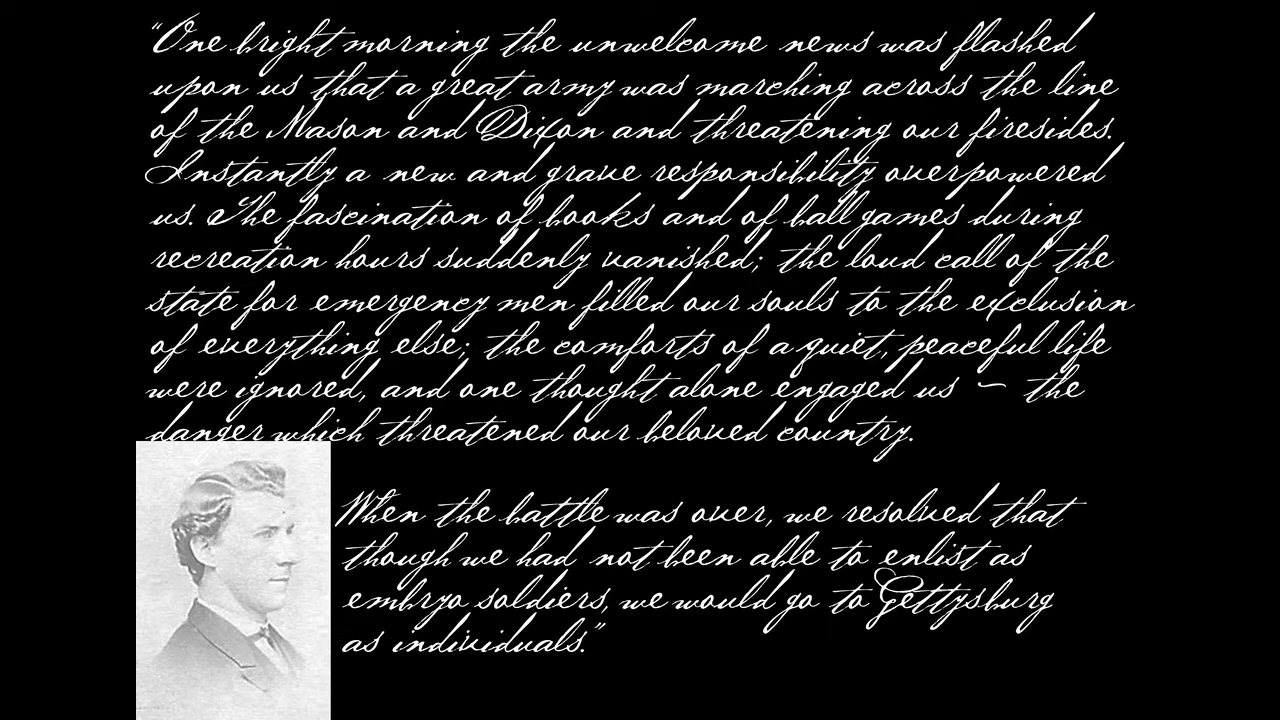 “One bright morning the unwelcome news was flashed
upon us that a great army was marching across the line
of the Mason and Dixon and threatening our firesides.
Instantly a new and grave responsibility overpowered
us. The fascination of books and of ball games during
recreation hours suddenly vanished; the loud call of the
state for emergency men filled our souls to the exclusion
of everything else; the comforts of a quiet, peaceful life
were ignored, and one thought alone engaged us – the
danger which threatened our beloved country.
When the battle was over, we resolved that
though we had not been able to enlist as
embryo soldiers, we would go to Gettysburg
as individuals.”